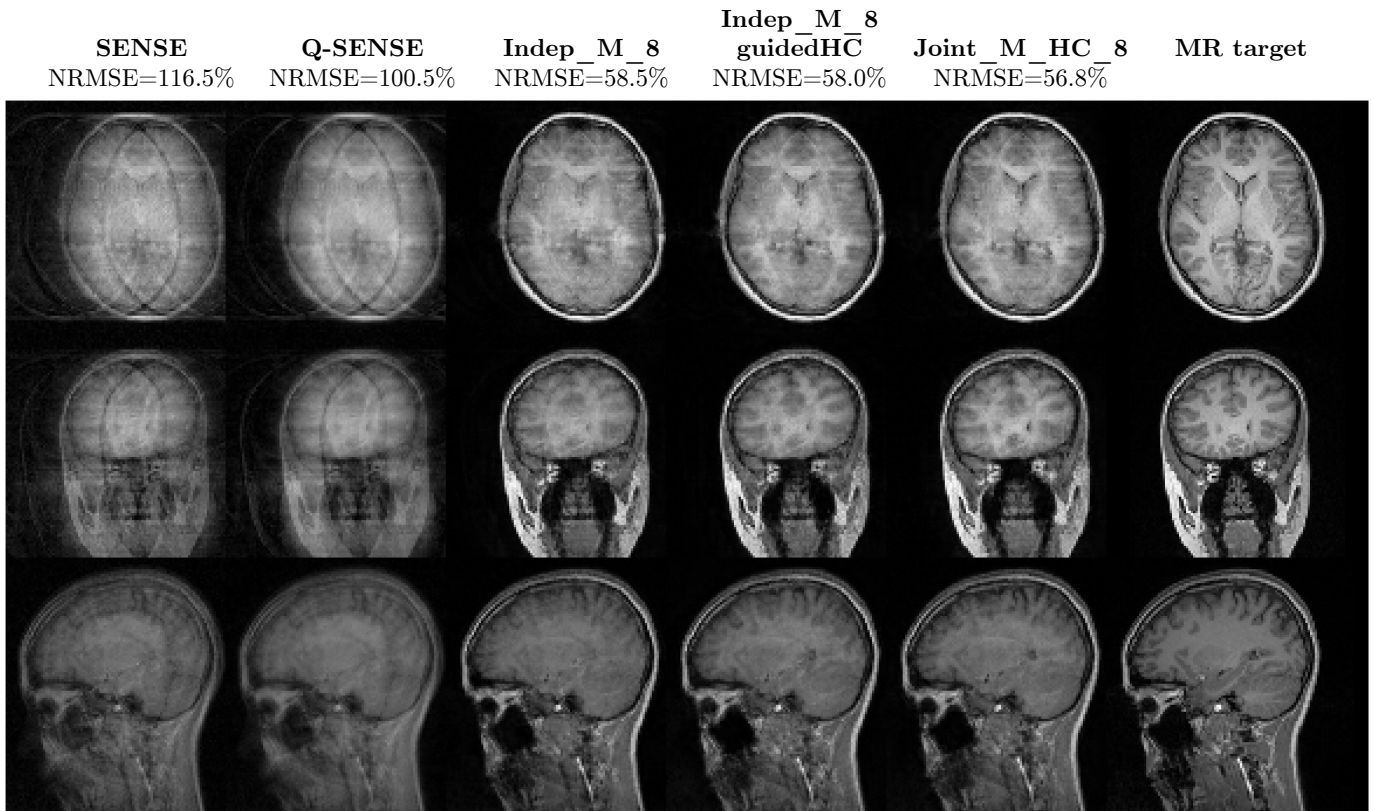 Indep_M_8
SENSE Q-SENSE Indep_M_8 guidedHC Joint_M_HC_8 MR target
NRMSE=116.5% NRMSE=100.5% NRMSE=58.5% NRMSE=58.0% NRMSE=56.8%